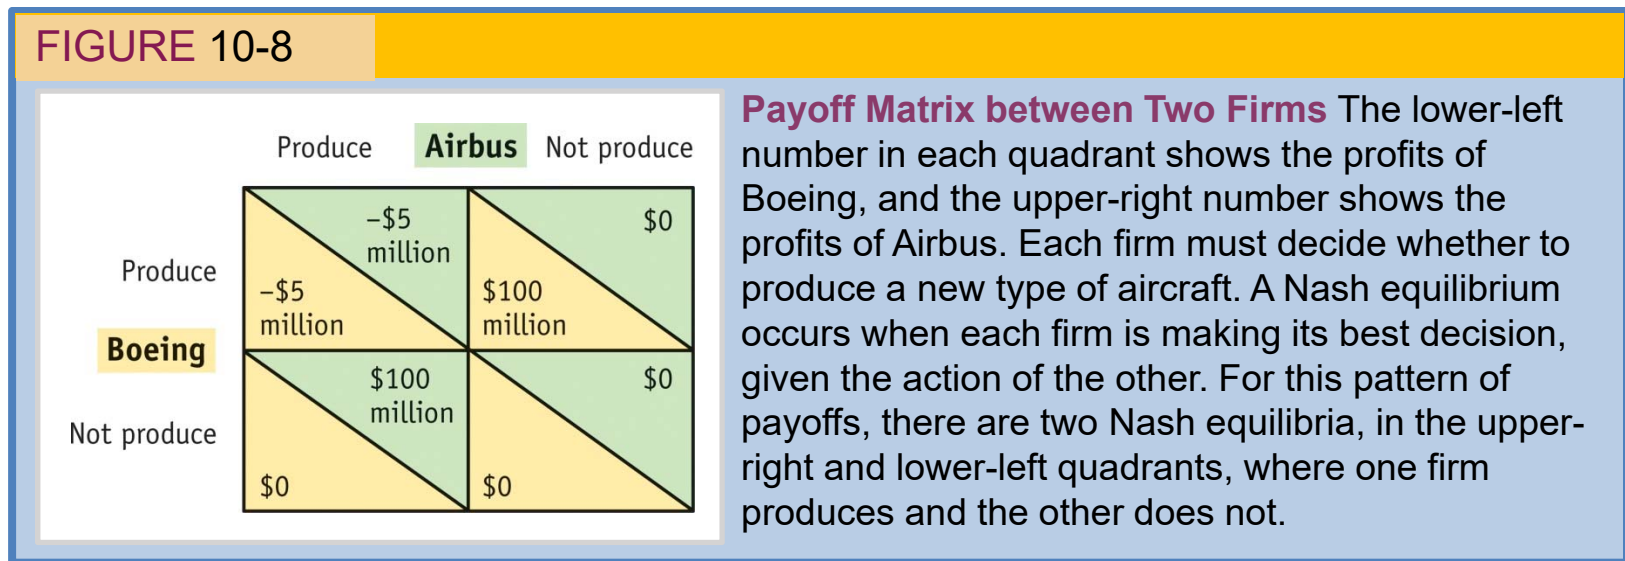 FIGURE 10-8
Produce Airbus Not produce
–$5
million
$0
Produce
–$5
million
$100
million
Boeing
$100
million
$0
Not produce
$0
$0
Payoff Matrix between Two Firms The lower-left
number in each quadrant shows the profits of
Boeing, and the upper-right number shows the
profits of Airbus. Each firm must decide whether to
produce a new type of aircraft. A Nash equilibrium
occurs when each firm is making its best decision,
given the action of the other. For this pattern of
payoffs, there are two Nash equilibria, in the upper-
right and lower-left quadrants, where one firm
produces and the other does not.